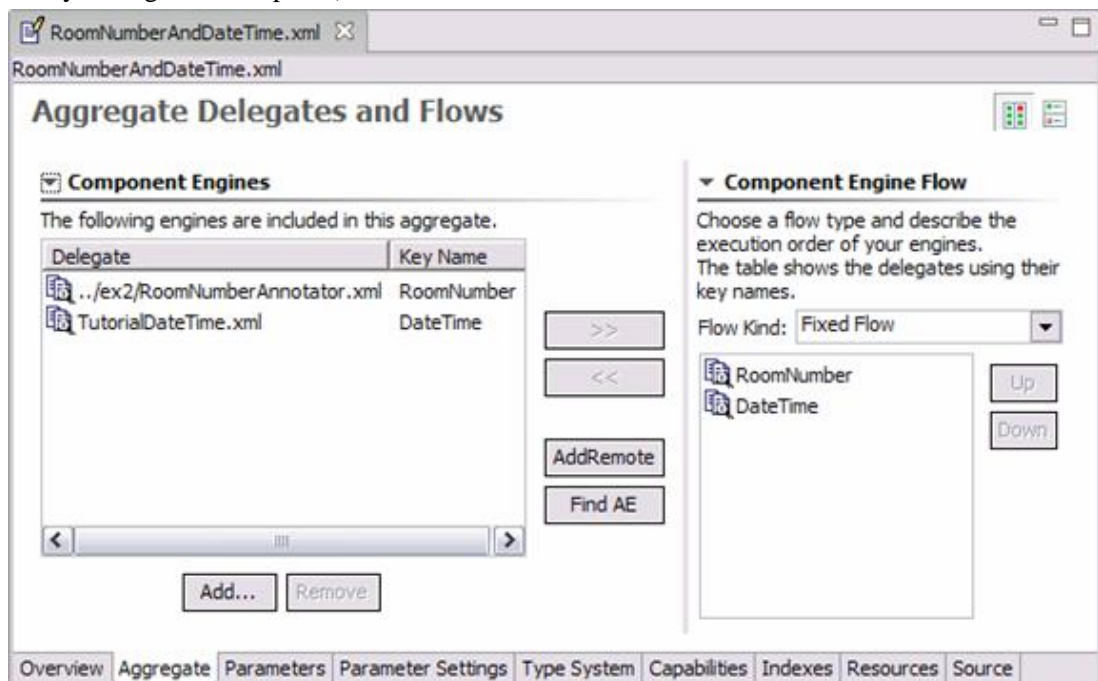 RoomNumberAndDateTime.xml
RoomNumberAndDateTime.xml
Aggregate Delegates and Flows
Component Engines
The following engines are included in this aggregate.
Delegate Key Name
../ex2/RoomNumberAnnotator.xml RoomNumber
TutorialDateTime.xml DateTime
>>
<<
AddRemote
Find AE
Add... Remove
Component Engine Flow
Choose a flow type and describe the
execution order of your engines.
The table shows the delegates using their
key names.
Flow Kind: Fixed Flow
RoomNumber
DateTime
Up
Down
Overview Aggregate Parameters Parameter Settings Type System Capabilities Indexes Resources Source